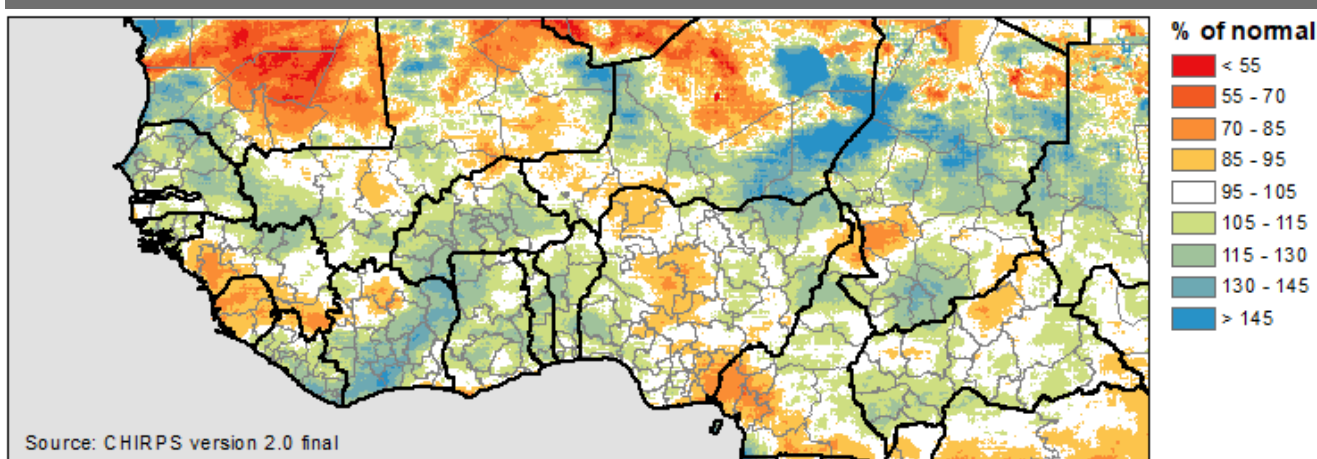 % of normal
< 55
55 - 70
70 - 85
85 - 95
95 - 105
105 - 115
115 - 130
130 - 145
> 145
Source: CHIRPS version 2.0 final